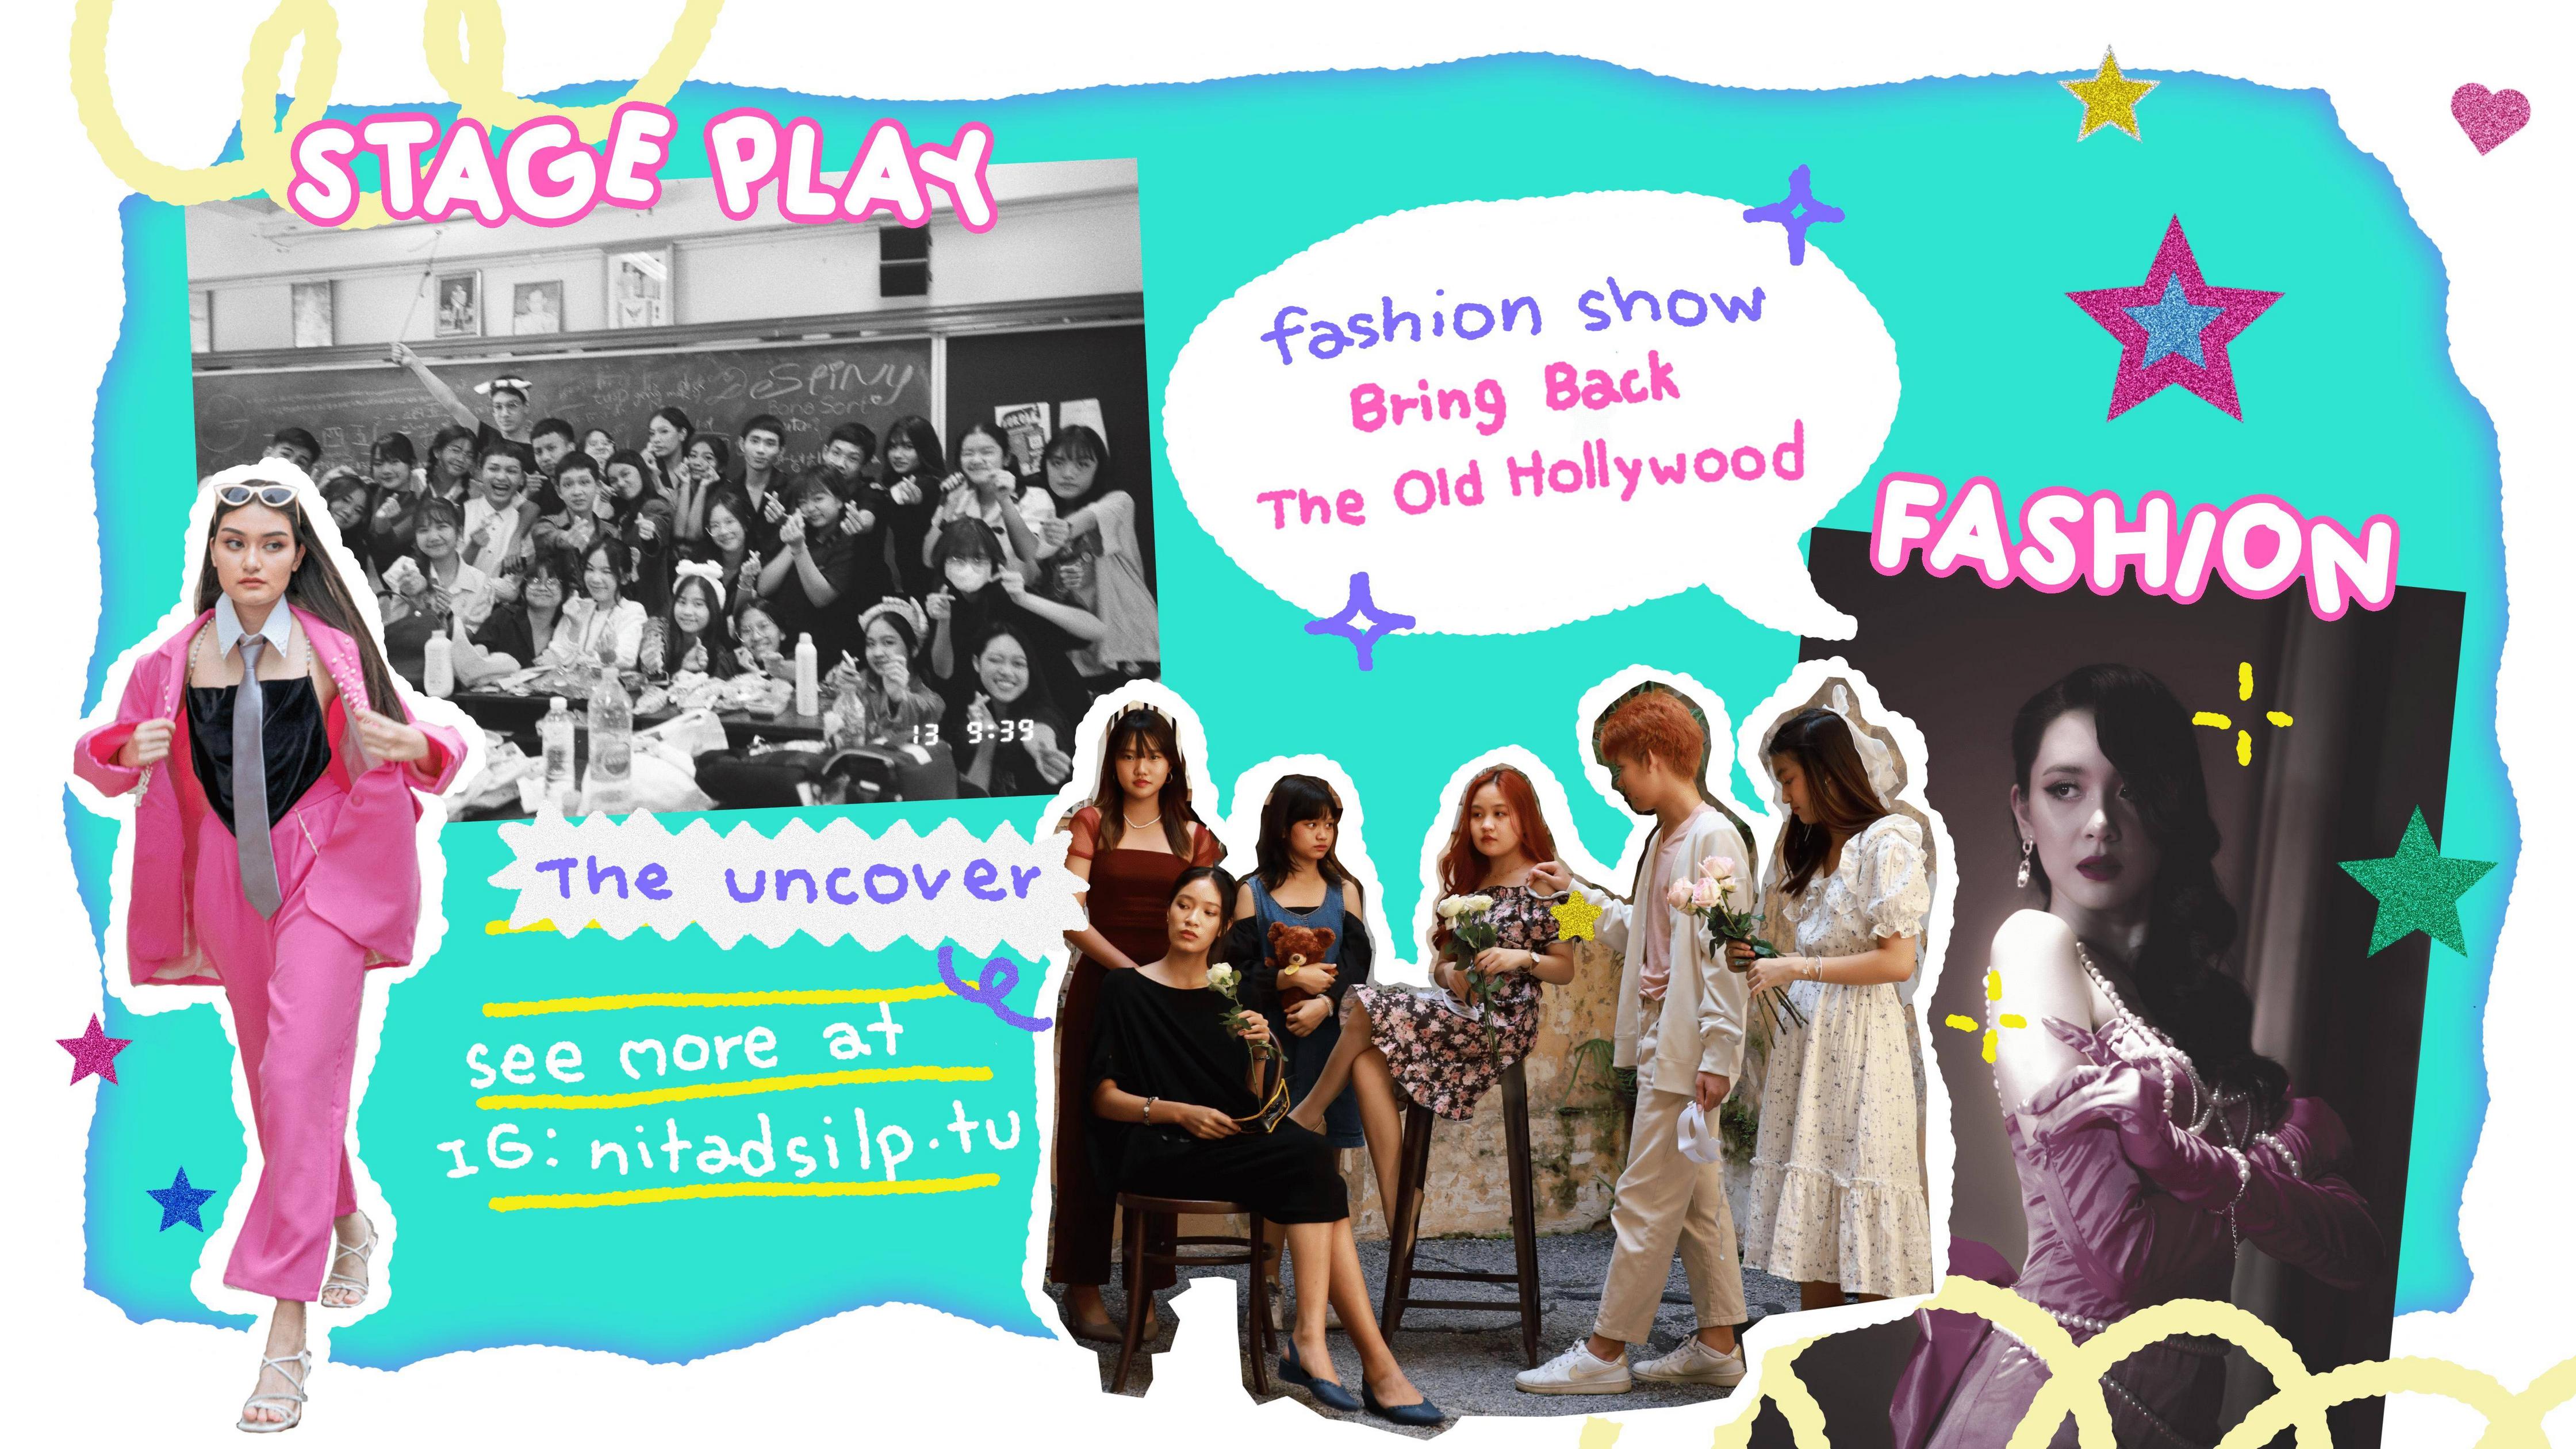 STAGE PLAY
fashion show
Bring Back
The Old Hollywood
FASHION
13 9:39
The uncover
see more at
IG: nitadsilp.tu